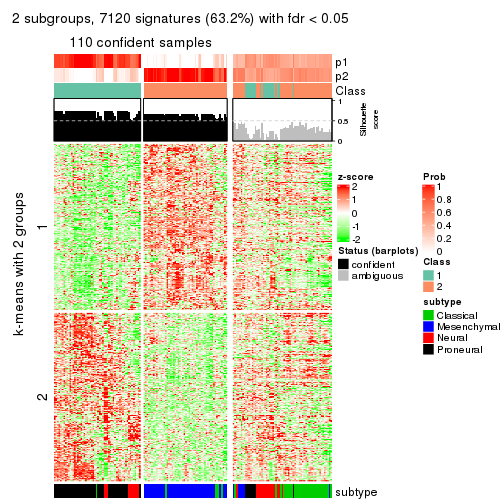 2 subgroups, 7120 signatures (63.2%) with fdr < 0.05
110 confident samples
p1
p2
Class
1
0.5
0
Silhouette
score
k-means with 2 groups
1
2
z-score
2
1
0
-1
-2
Status (barplots)
confident
ambiguous
Prob
1
0.8
0.6
0.4
0.2
0
Class
1
2
subtype
Classical
Mesenchymal
Neural
Proneural
subtype